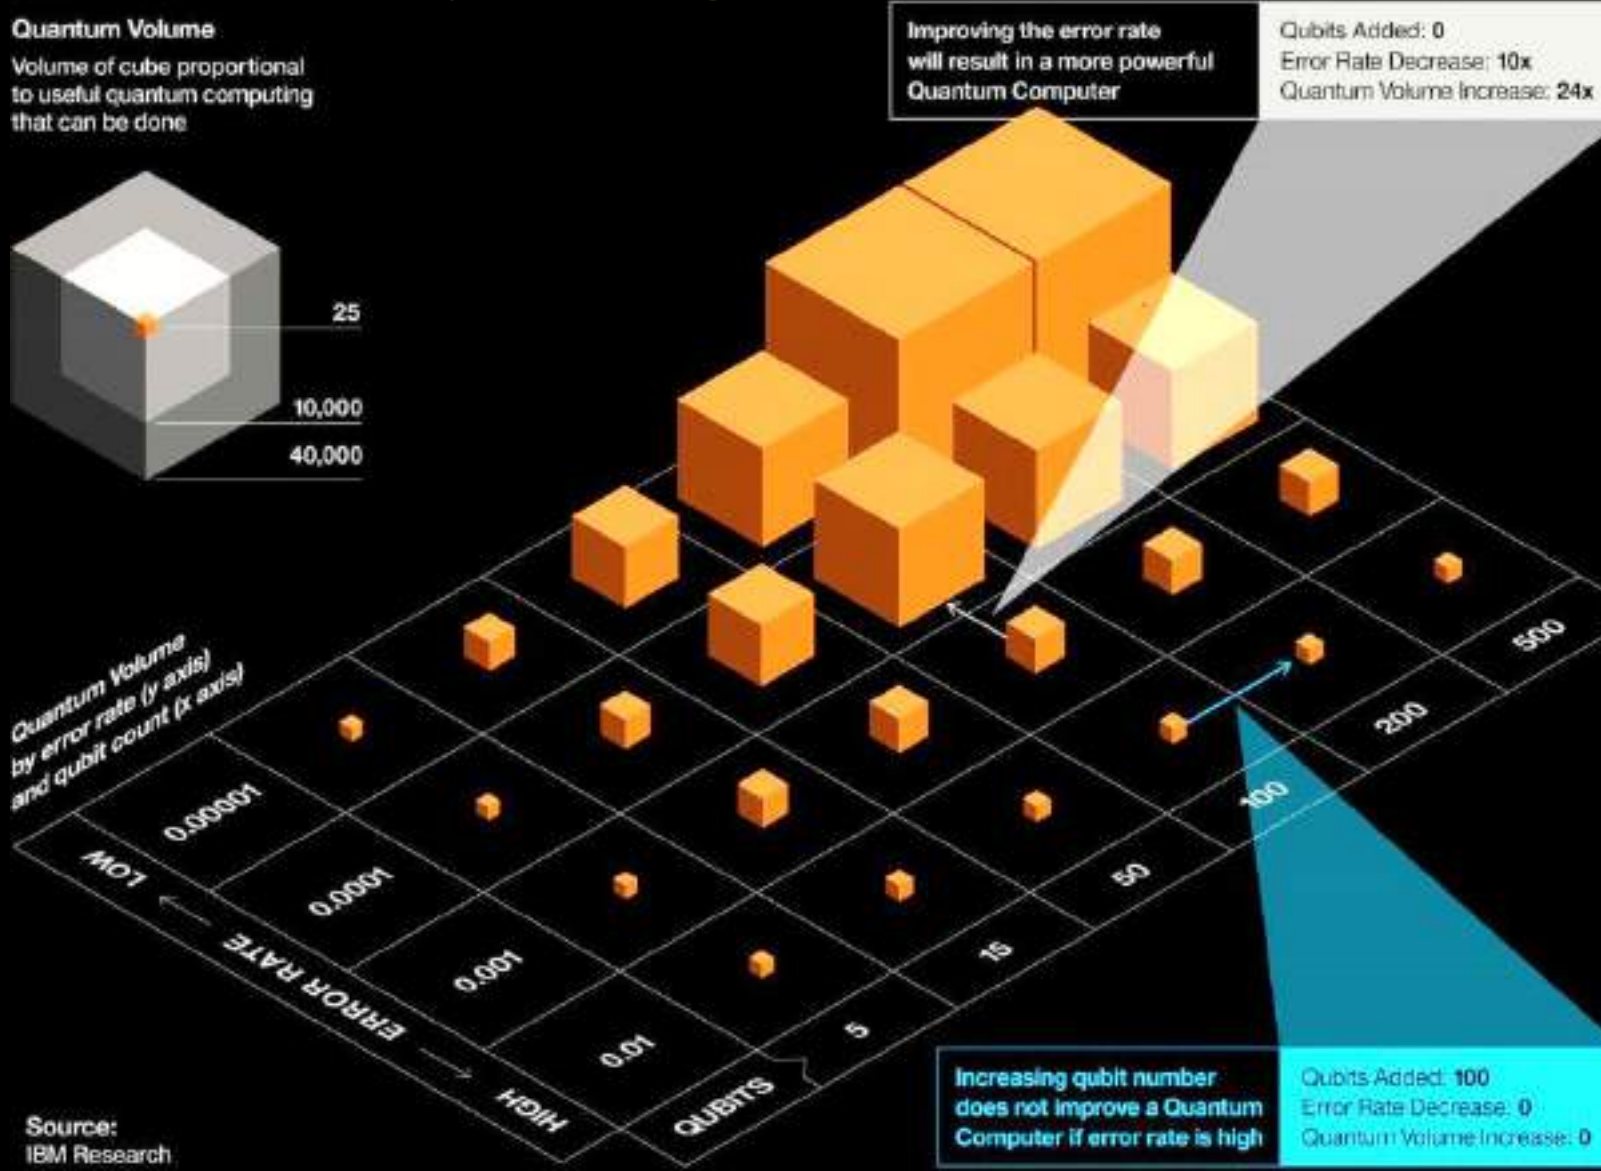 Quantum Volume
Volume of cube proportional
to useful quantum computing
that can be done
25
10,000
40,000
Improving the error rate
will result in a more powerful
Quantum Computer
Qubits Added: 0
Error Rate Decrease: 10x
Quantum Volume Increase: 24x
Quantum Volume
by error rate (y axis)
and qubit count (x axis)
0.00001
0.0001
0.001
0.01
LOW
ERROR RATE
HIGH
QUBITS
5
15
50
100
200
500
Increasing qubit number
does not improve a Quantum
Computer if error rate is high
Qubits Added: 100
Error Rate Decrease: 0
Quantum Volume Increase: 0
Source:
IBM Research